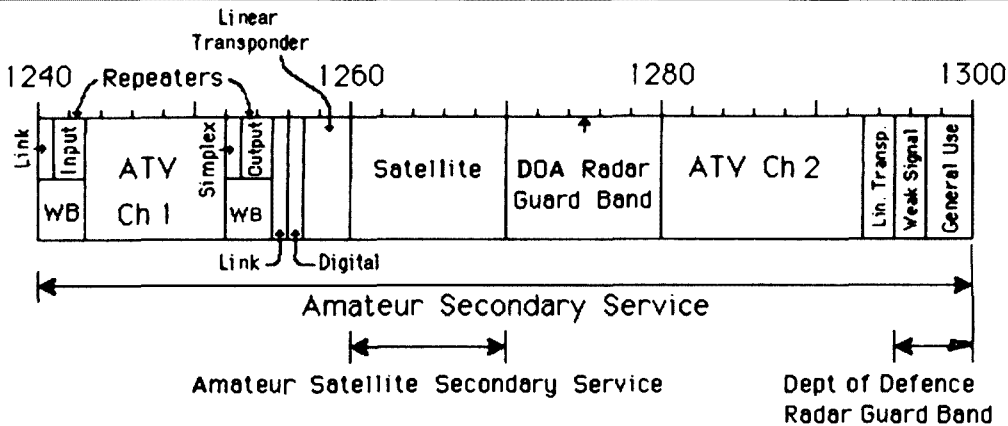 Linear
Transponder
1240 Repeaters 1260 1280 1300
Link
Input
ATV
Ch 1
WB
Simplex
Output
WB
Satellite
DOA Radar
Guard Band
ATV Ch 2
Lin. Transp.
Weak Signal
General Use
Link Digital
Amateur Secondary Service
Amateur Satellite Secondary Service
Dept of Defence
Radar Guard Band